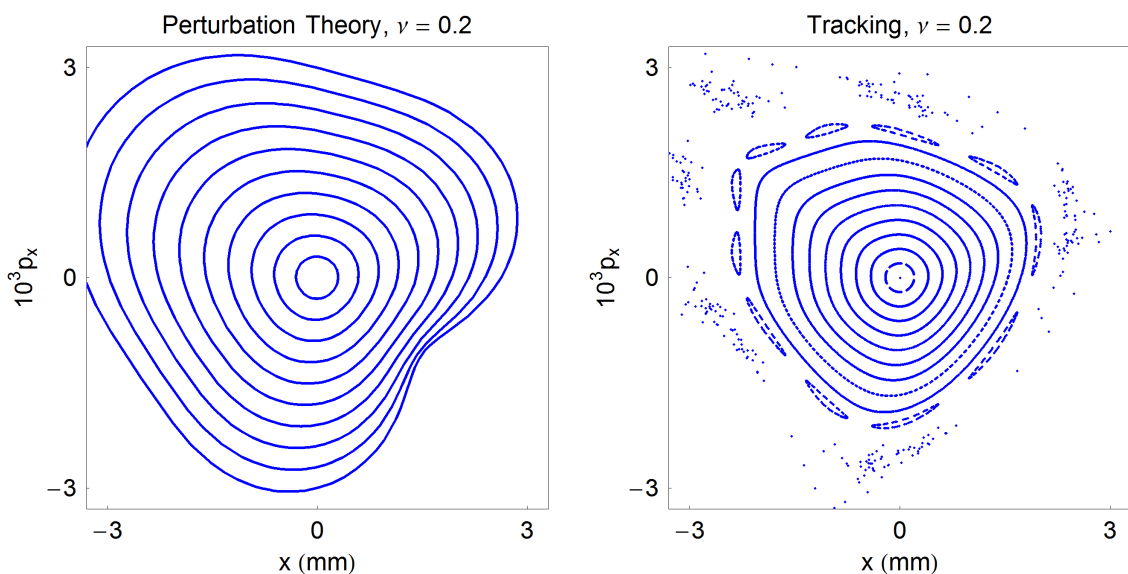 Perturbation Theory, ν = 0.2
3
0
−3
10³pₓ
−3 0 3
x (mm)
Tracking, ν = 0.2
3
0
−3
10³pₓ
−3 0 3
x (mm)